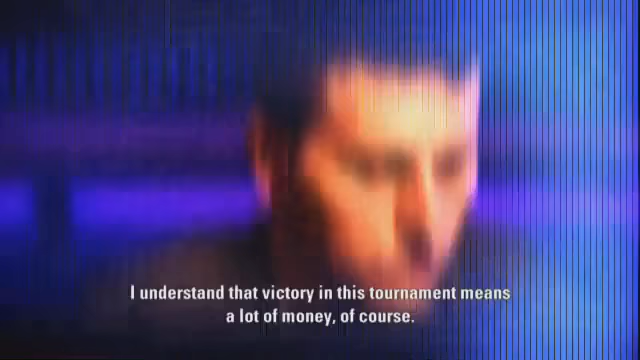 I understand that victory in this tournament means
a lot of money, of course.